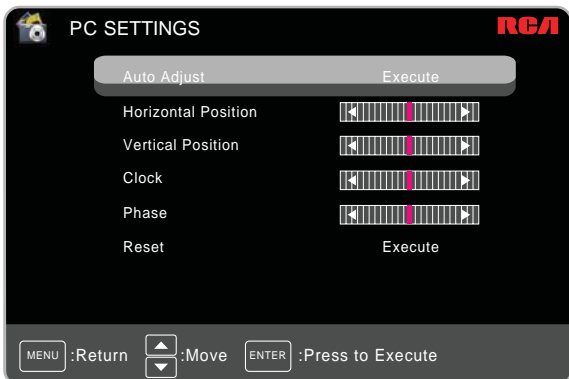 PC SETTINGS RCA
Auto Adjust Execute
Horizontal Position
Vertical Position
Clock
Phase
Reset Execute
MENU :Return :Move ENTER :Press to Execute